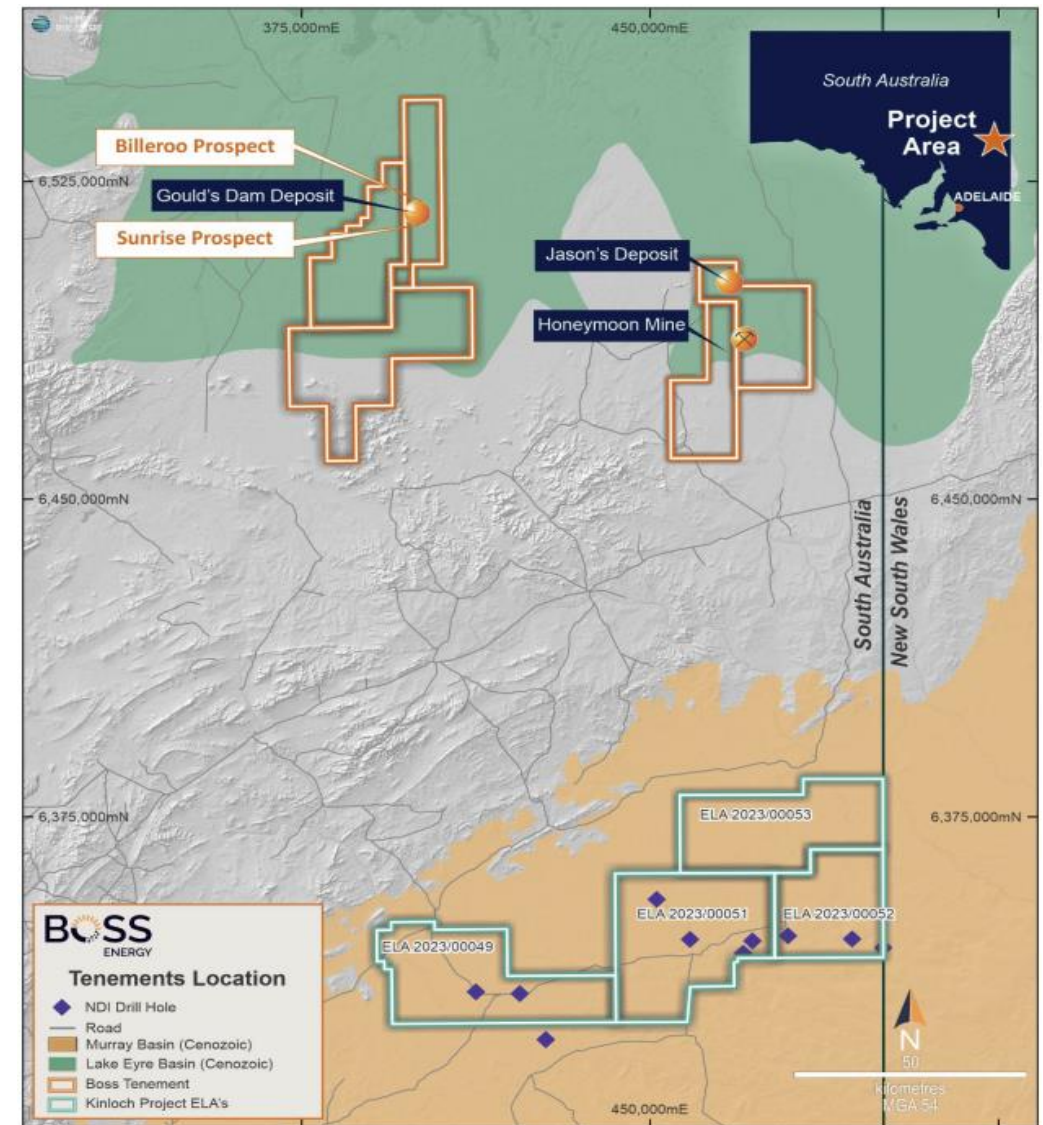 375,000mE
450,000mE
South Australia
Project
Area
ADELAIDE
Billeroo Prospect
6,525,000mN
Gould's Dam Deposit
Sunrise Prospect
Jason's Deposit
Honeymoon Mine
6,450,000mN
6,450,000mN
South Australia
New South Wales
6,375,000mN
6,375,000mN
ELA 2023/00053
ELA 2023/00051
ELA 2023/00052
ELA 2023/00049
BOSS
ENERGY
Tenements Location
NDI Drill Hole
Road
Murray Basin (Cenozoic)
Lake Eyre Basin (Cenozoic)
Boss Tenement
Kinloch Project ELA's
N
50
kilometres
MGA 54
450,000mE